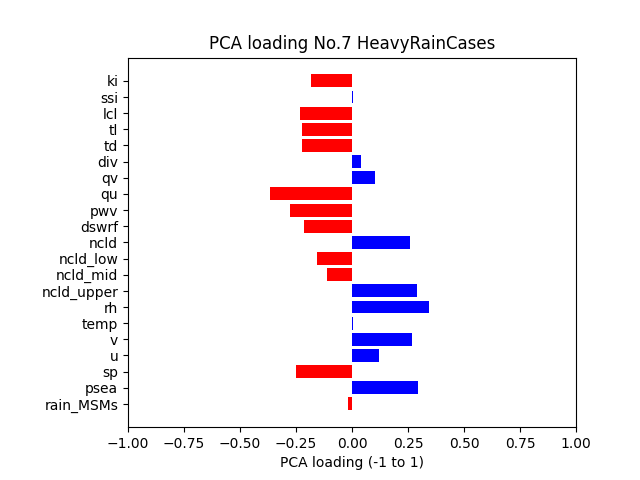 PCA loading No.7 HeavyRainCases
ki
ssi
lcl
tl
td
div
qv
qu
pwv
dswrf
ncld
ncld_low
ncld_mid
ncld_upper
rh
temp
v
u
sp
psea
rain_MSMs
−1.00 −0.75 −0.50 −0.25 0.00 0.25 0.50 0.75 1.00
PCA loading (-1 to 1)